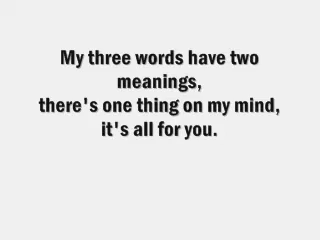 My three words have two
meanings,
there's one thing on my mind,
it's all for you.